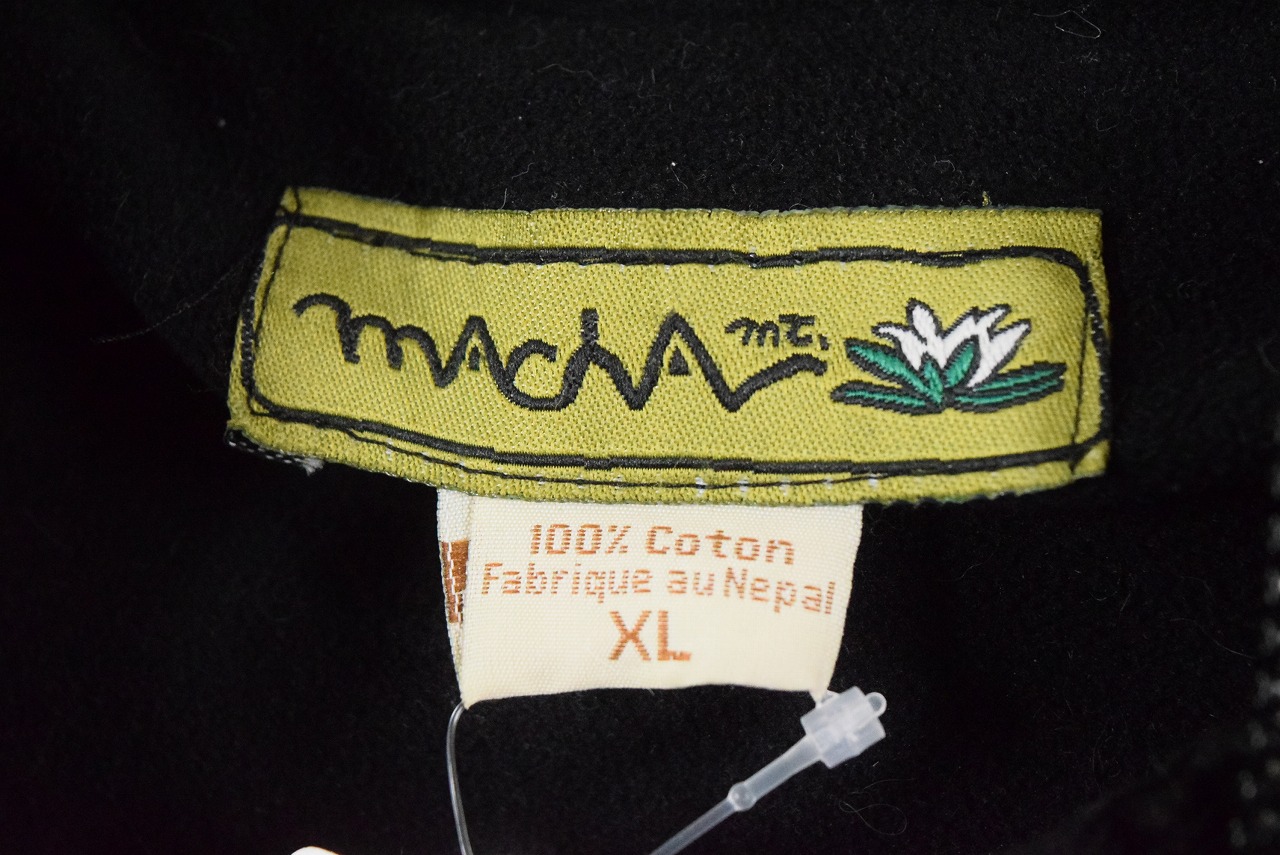 macha mt.
100% Coton
Fabrique au Nepal
XL